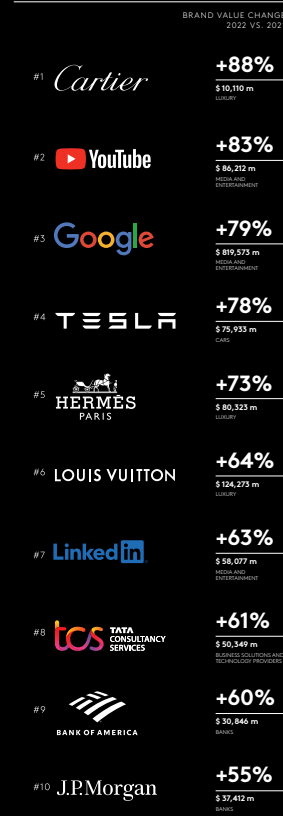 BRAND VALUE CHANGE
2022 VS. 202
#1 Cartier
+88%
$ 10,110 m
LUXURY
#2 YouTube
+83%
$ 86,212 m
MEDIA AND
ENTERTAINMENT
#3 Google
+79%
$ 819,573 m
MEDIA AND
ENTERTAINMENT
#4 TESLA
+78%
$ 75,933 m
CARS
#5 HERMÈS
PARIS
+73%
$ 80,323 m
LUXURY
#6 LOUIS VUITTON
+64%
$ 124,273 m
LUXURY
#7 Linked in
+63%
$ 58,077 m
MEDIA AND
ENTERTAINMENT
#8 tcs TATA
CONSULTANCY
SERVICES
+61%
$ 50,349 m
BUSINESS SOLUTIONS AND
TECHNOLOGY PROVIDERS
#9 BANK OF AMERICA
+60%
$ 30,846 m
BANKS
#10 J.P.Morgan
+55%
$ 37,412 m
BANKS